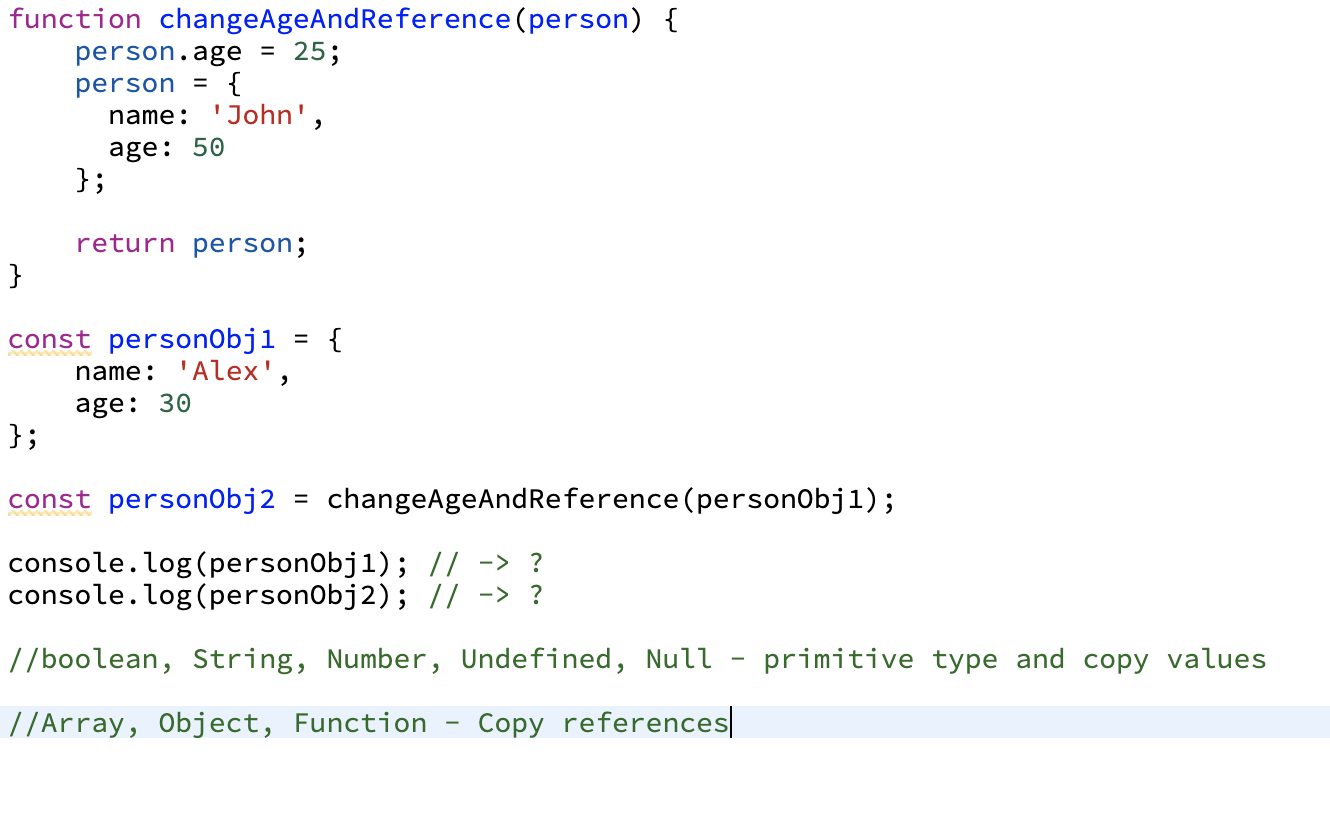 function changeAgeAndReference(person) {
    person.age = 25;
    person = {
      name: 'John',
      age: 50
    };

    return person;
}

const personObj1 = {
    name: 'Alex',
    age: 30
};

const personObj2 = changeAgeAndReference(personObj1);

console.log(personObj1); // -> ?
console.log(personObj2); // -> ?

//boolean, String, Number, Undefined, Null - primitive type and copy values

//Array, Object, Function - Copy references